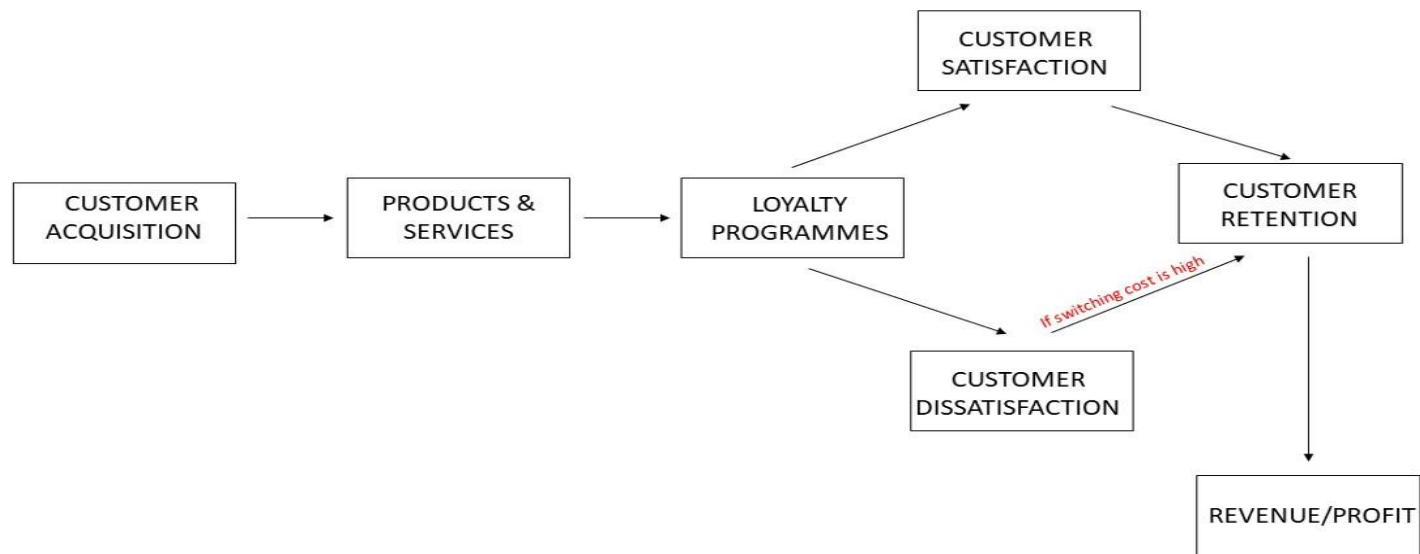 CUSTOMER
SATISFACTION
CUSTOMER
ACQUISITION
PRODUCTS &
SERVICES
LOYALTY
PROGRAMMES
CUSTOMER
RETENTION
If switching cost is high
CUSTOMER
DISSATISFACTION
REVENUE/PROFIT